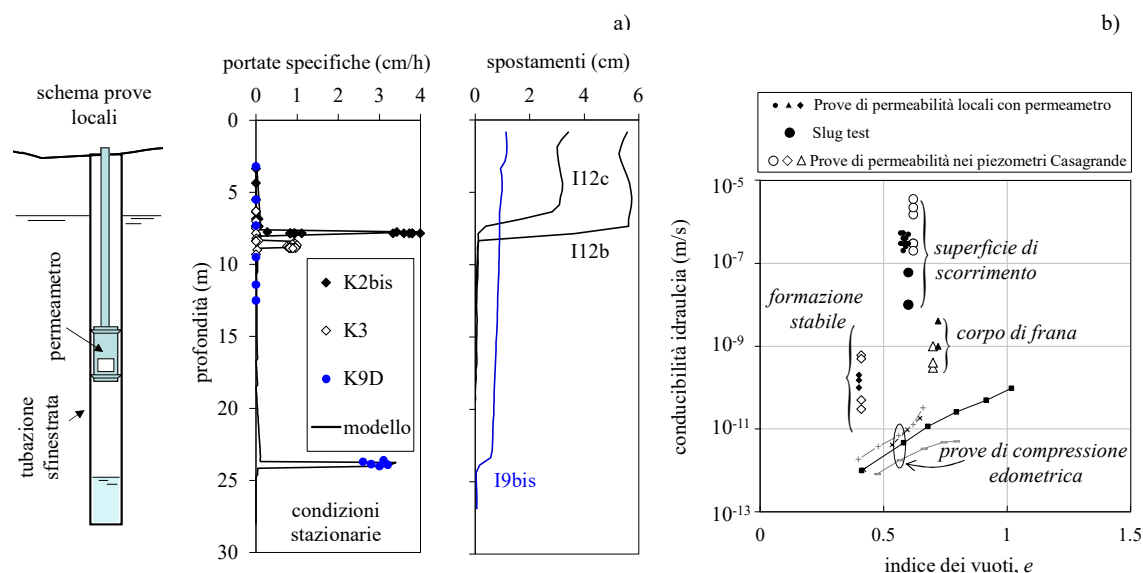 a)
b)
schema prove
locali
permeametro
tubazione
sfinestrata
portate specifiche (cm/h)
0 1 2 3 4
profondità (m)
0
5
10
15
20
25
30
K2bis
K3
K9D
modello
condizioni
stazionarie
spostamenti (cm)
0 2 4 6
I12c
I12b
I9bis
Prove di permeabilità locali con permeametro
Slug test
Prove di permeabilità nei piezometri Casagrande
conducibilità idraulcia (m/s)
10-5
10-7
10-9
10-11
10-13
superficie di
scorrimento
formazione
stabile
corpo di frana
prove di compressione
edometrica
0 0.5 1 1.5
indice dei vuoti, e